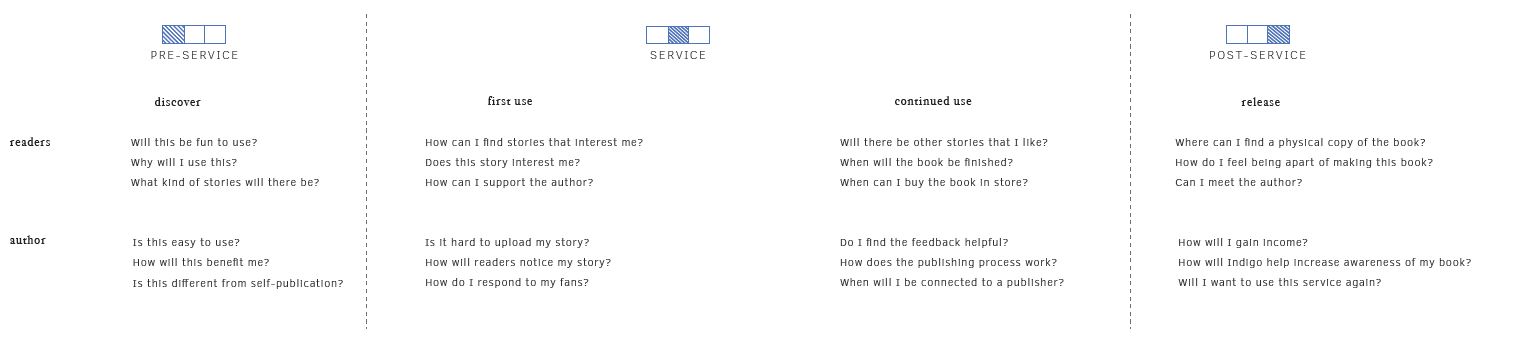 PRE-SERVICE
SERVICE
POST-SERVICE
discover
first use
continued use
release
readers
Will this be fun to use?
Why will I use this?
What kind of stories will there be?
How can I find stories that interest me?
Does this story interest me?
How can I support the author?
Will there be other stories that I like?
When will the book be finished?
When can I buy the book in store?
Where can I find a physical copy of the book?
How do I feel being apart of making this book?
Can I meet the author?
author
Is this easy to use?
How will this benefit me?
Is this different from self-publication?
Is it hard to upload my story?
How will readers notice my story?
How do I respond to my fans?
Do I find the feedback helpful?
How does the publishing process work?
When will I be connected to a publisher?
How will I gain income?
How will Indigo help increase awareness of my book?
Will I want to use this service again?